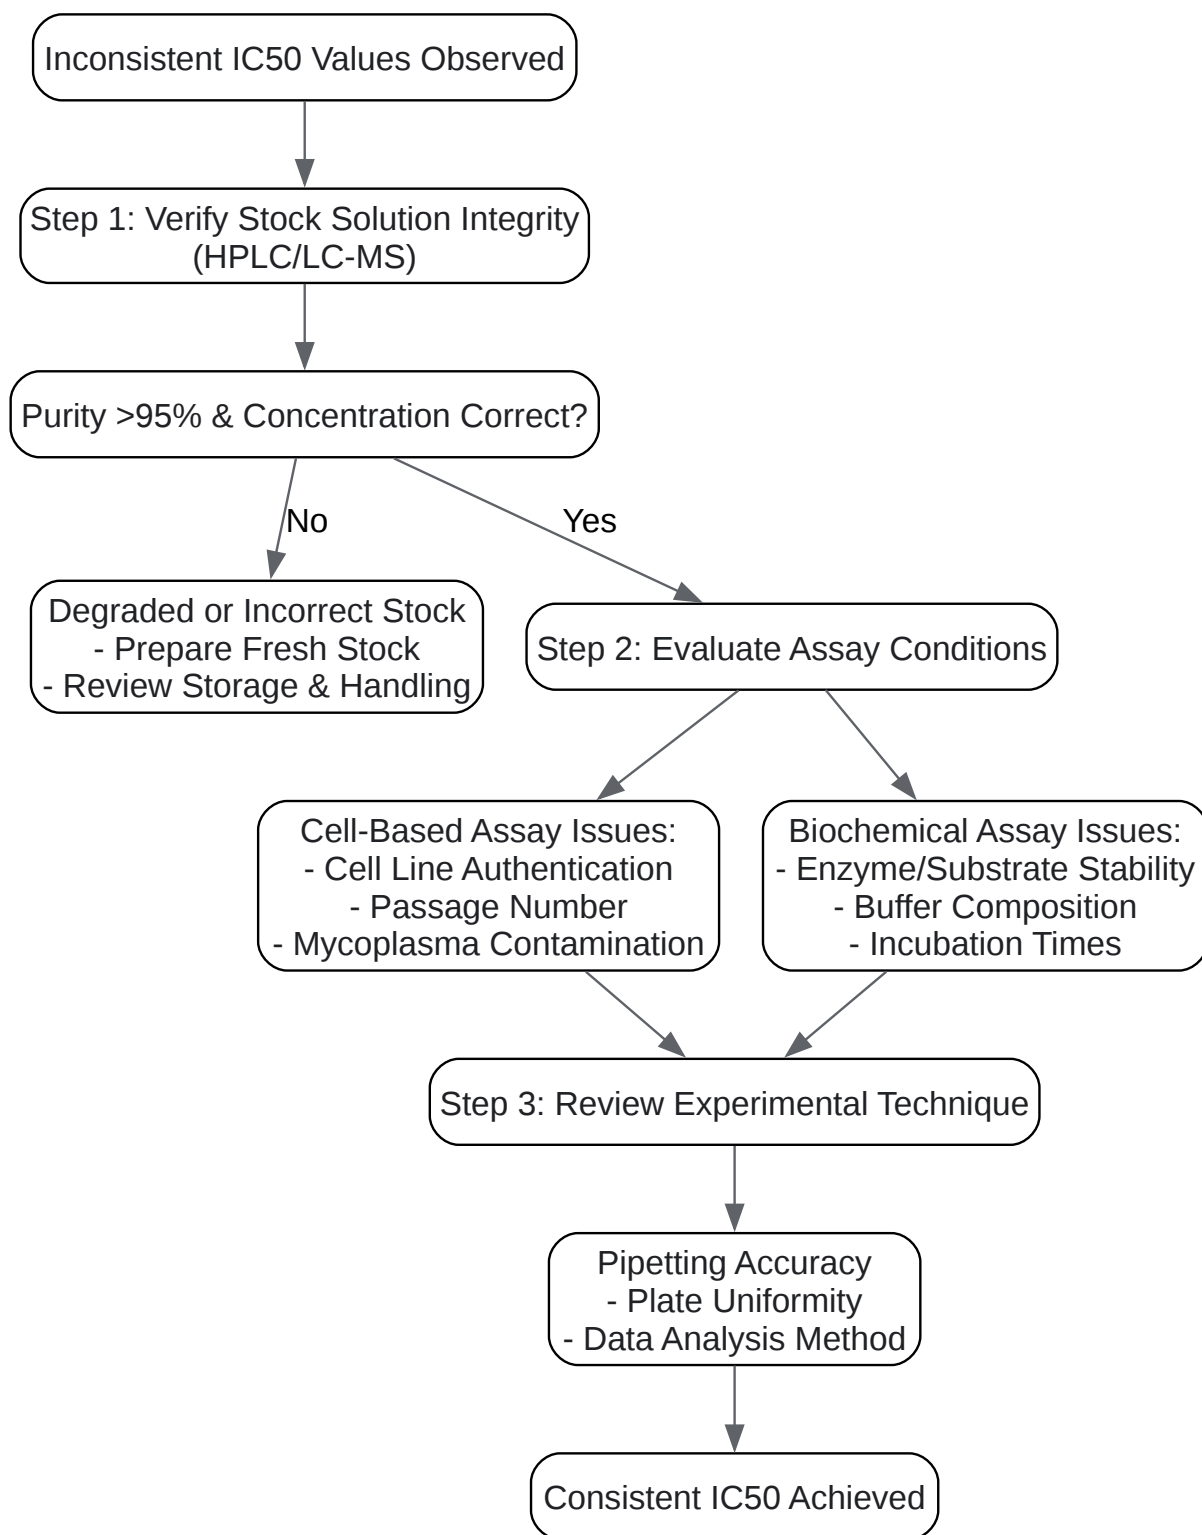 Inconsistent IC50 Values Observed
Step 1: Verify Stock Solution Integrity
(HPLC/LC-MS)
Purity >95% & Concentration Correct?
No
Yes
Degraded or Incorrect Stock
- Prepare Fresh Stock
- Review Storage & Handling
Step 2: Evaluate Assay Conditions
Cell-Based Assay Issues:
- Cell Line Authentication
- Passage Number
- Mycoplasma Contamination
Biochemical Assay Issues:
- Enzyme/Substrate Stability
- Buffer Composition
- Incubation Times
Step 3: Review Experimental Technique
Pipetting Accuracy
- Plate Uniformity
- Data Analysis Method
Consistent IC50 Achieved